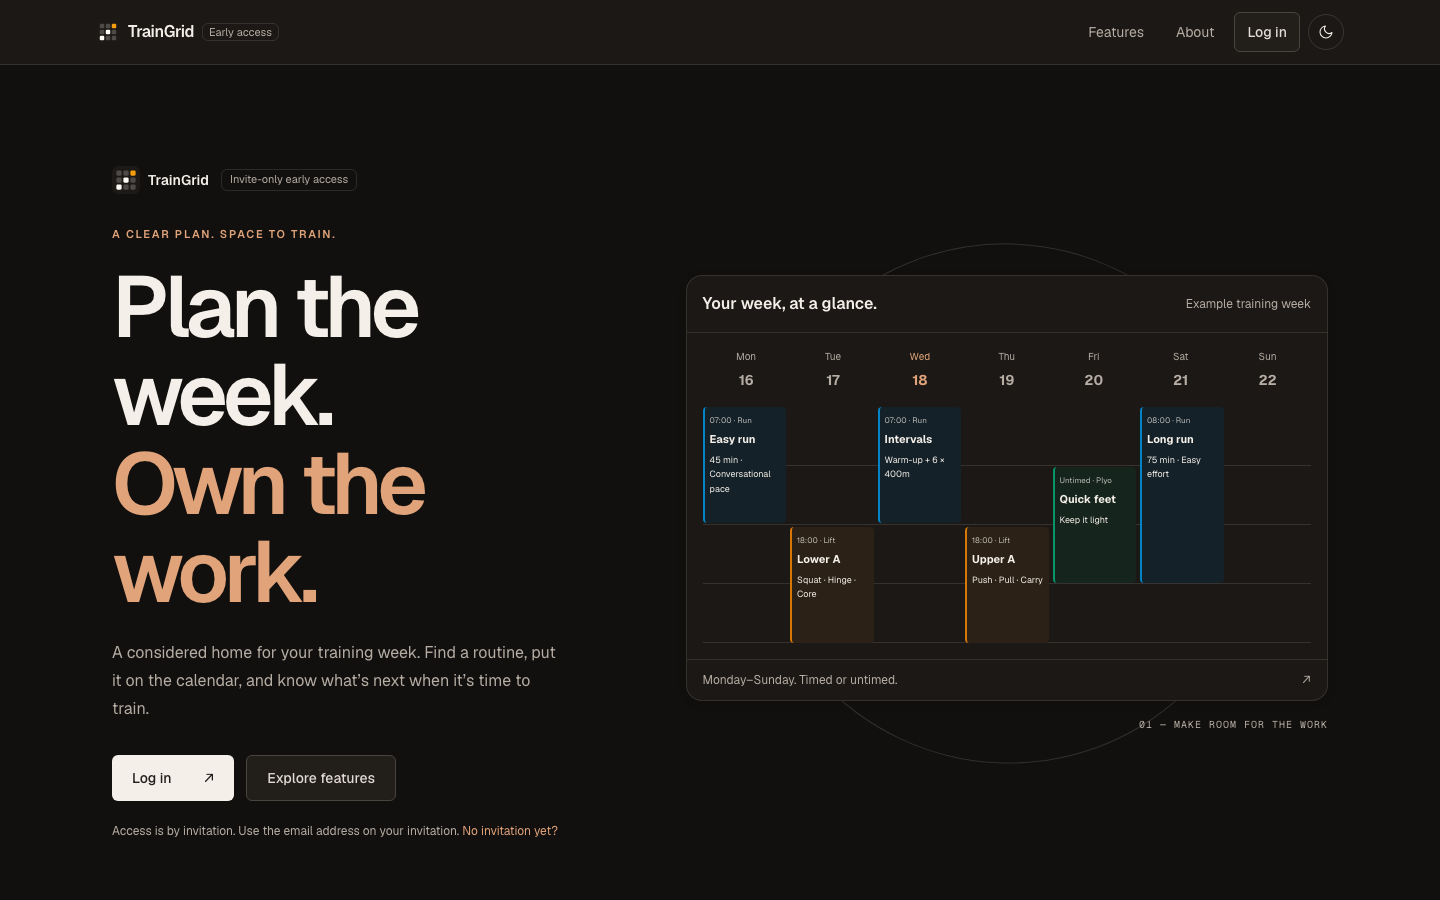 TrainGrid Early access Features About Log in
TrainGrid Invite-only early access
A CLEAR PLAN. SPACE TO TRAIN.
Plan the
week.
Own the
work.
A considered home for your training week. Find a routine, put
it on the calendar, and know what’s next when it’s time to
train.
Log in ↗ Explore features
Access is by invitation. Use the email address on your invitation. No invitation yet?
Your week, at a glance. Example training week
Mon Tue Wed Thu Fri Sat Sun
16 17 18 19 20 21 22
07:00 · Run
Easy run
45 min ·
Conversational
pace
18:00 · Lift
Lower A
Squat · Hinge ·
Core
07:00 · Run
Intervals
Warm-up + 6 ×
400m
18:00 · Lift
Upper A
Push · Pull · Carry
Untimed · Plyo
Quick feet
Keep it light
08:00 · Run
Long run
75 min · Easy
effort
Monday–Sunday. Timed or untimed. ↗
01 — MAKE ROOM FOR THE WORK